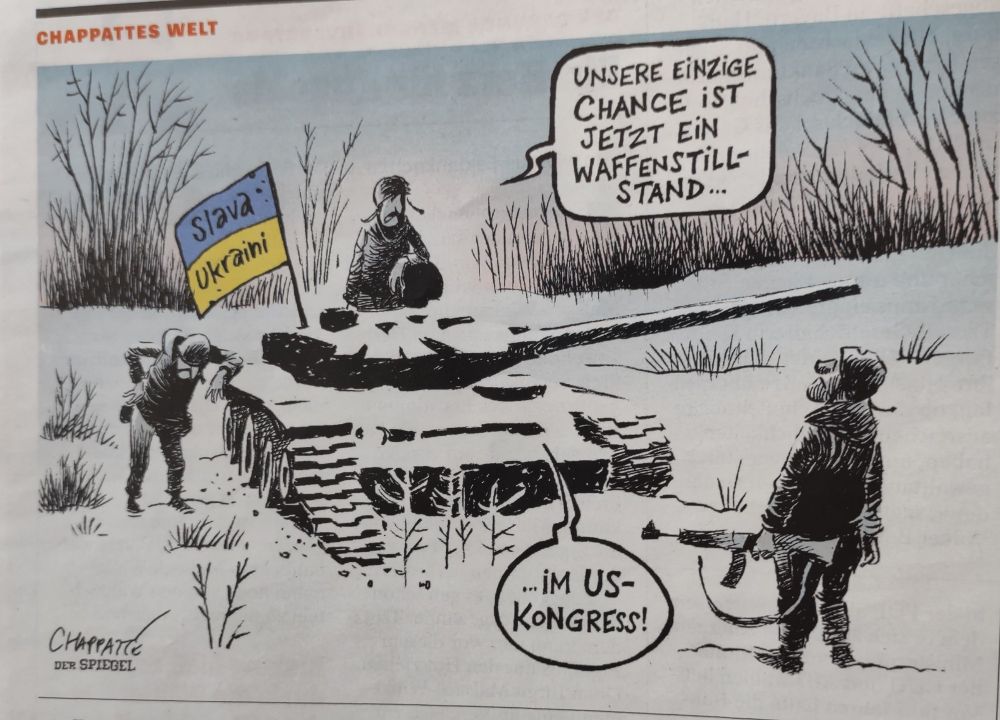 CHAPPATTES WELT
UNSERE EINZIGE
CHANCE IST
JETZT EIN
WAFFENSTILL-
STAND...
Slava
Ukraini
...IM US-
KONGRESS!
CHAPPATTE
DER SPIEGEL